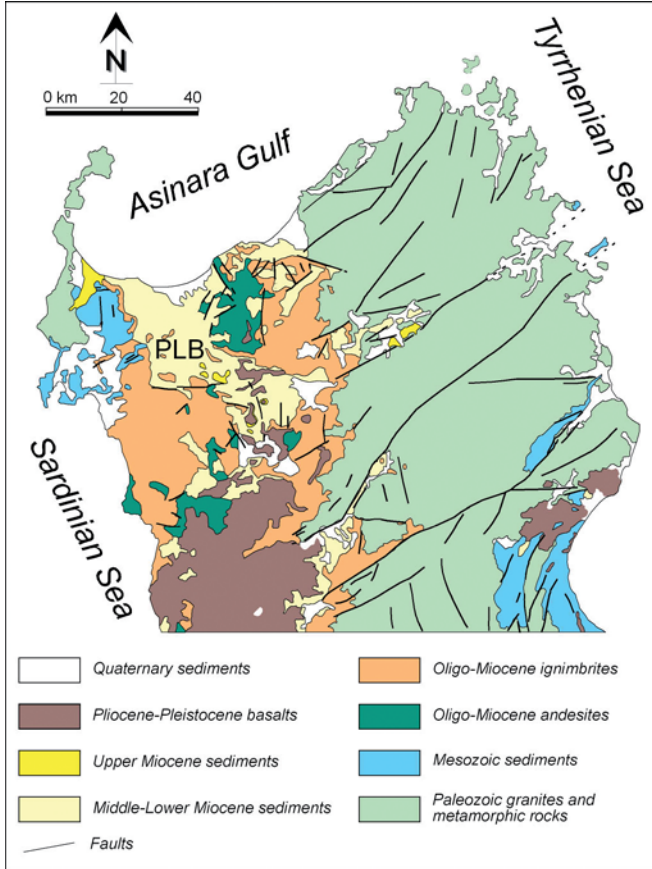 N
0 km 20 40
Asinara Gulf
Tyrrhenian Sea
PLB
Sardinian Sea
Quaternary sediments
Pliocene-Pleistocene basalts
Upper Miocene sediments
Middle-Lower Miocene sediments
Faults
Oligo-Miocene ignimbrites
Oligo-Miocene andesites
Mesozoic sediments
Paleozoic granites and
metamorphic rocks